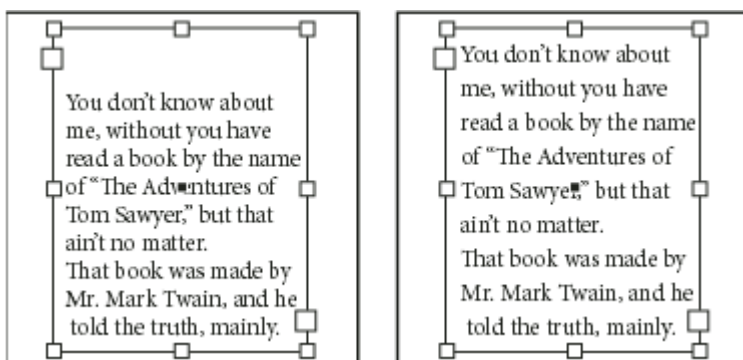 You don’t know about
me, without you have
read a book by the name
of “The Adventures of
Tom Sawyer,” but that
ain’t no matter.
That book was made by
Mr. Mark Twain, and he
told the truth, mainly.
You don’t know about
me, without you have
read a book by the name
of “The Adventures of
Tom Sawyer,” but that
ain’t no matter.
That book was made by
Mr. Mark Twain, and he
told the truth, mainly.